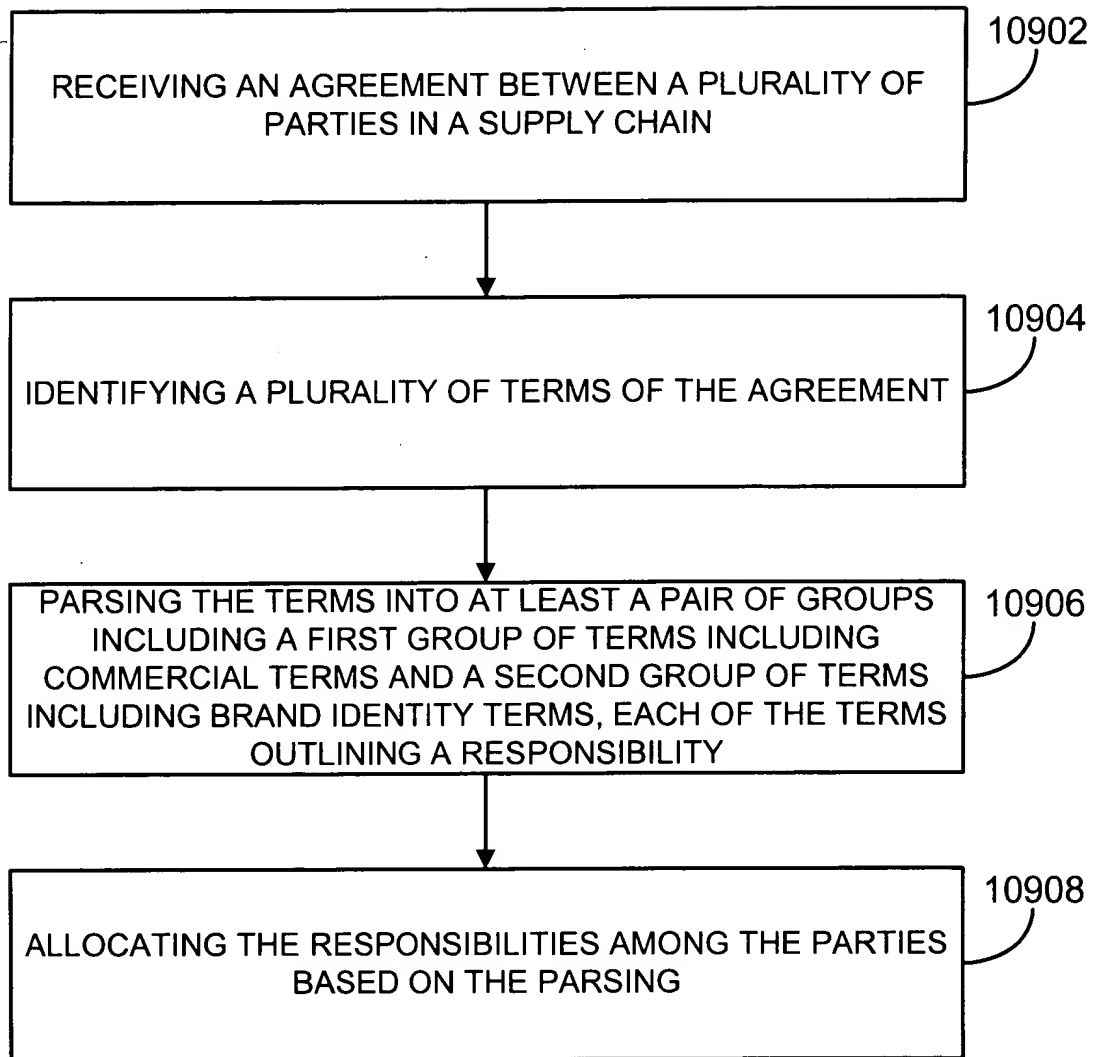 10902
RECEIVING AN AGREEMENT BETWEEN A PLURALITY OF
PARTIES IN A SUPPLY CHAIN
10904
IDENTIFYING A PLURALITY OF TERMS OF THE AGREEMENT
10906
PARSING THE TERMS INTO AT LEAST A PAIR OF GROUPS
INCLUDING A FIRST GROUP OF TERMS INCLUDING
COMMERCIAL TERMS AND A SECOND GROUP OF TERMS
INCLUDING BRAND IDENTITY TERMS, EACH OF THE TERMS
OUTLINING A RESPONSIBILITY
10908
ALLOCATING THE RESPONSIBILITIES AMONG THE PARTIES
BASED ON THE PARSING